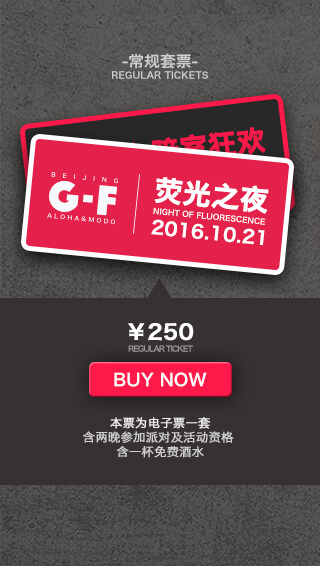 -常规套票-
REGULAR TICKETS
狂欢
BEIJING
G-F
ALOHA&MODO
荧光之夜
NIGHT OF FLUORESCENCE
2016.10.21
¥250
REGULAR TICKET
BUY NOW
本票为电子票一套
含两晚参加派对及活动资格
含一杯免费酒水